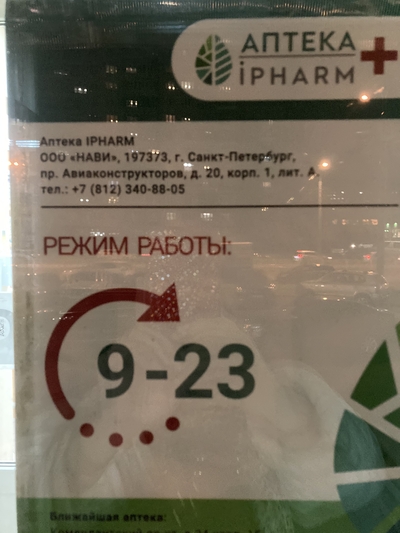 АПТЕКА
iPHARM
Аптека IPHARM
ООО «НАВИ», 197373, г. Санкт-Петербург,
пр. Авиаконструкторов, д. 20, корп. 1, лит. А,
тел.: +7 (812) 340-88-05
РЕЖИМ РАБОТЫ:
9-23
Ближайшая аптека: